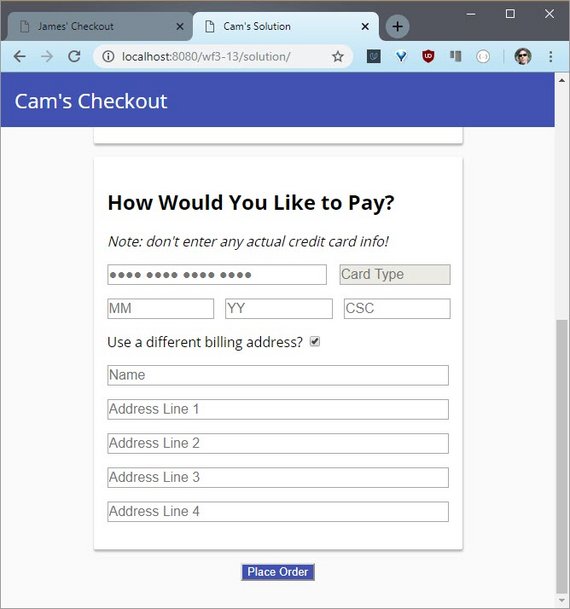 James' Checkout
Cam's Solution
localhost:8080/wf3-13/solution/
Cam's Checkout
How Would You Like to Pay?
Note: don't enter any actual credit card info!
●●●● ●●●● ●●●● ●●●● Card Type
MM YY CSC
Use a different billing address?
Name
Address Line 1
Address Line 2
Address Line 3
Address Line 4
Place Order